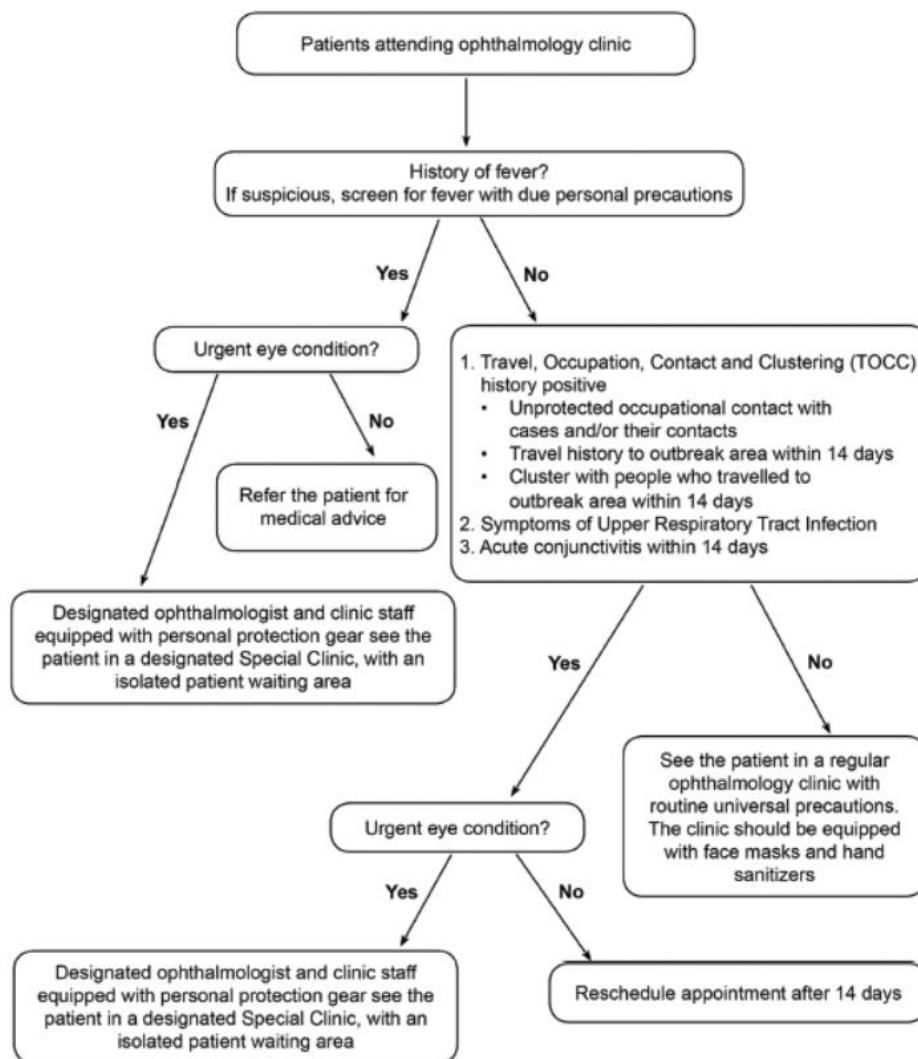 Patients attending ophthalmology clinic
History of fever?
If suspicious, screen for fever with due personal precautions
Yes
No
Urgent eye condition?
1. Travel, Occupation, Contact and Clustering (TOCC)
history positive
• Unprotected occupational contact with
cases and/or their contacts
• Travel history to outbreak area within 14 days
• Cluster with people who travelled to
outbreak area within 14 days
2. Symptoms of Upper Respiratory Tract Infection
3. Acute conjunctivitis within 14 days
Yes
No
Refer the patient for
medical advice
Designated ophthalmologist and clinic staff
equipped with personal protection gear see the
patient in a designated Special Clinic, with an
isolated patient waiting area
Yes
No
See the patient in a regular
ophthalmology clinic with
routine universal precautions.
The clinic should be equipped
with face masks and hand
sanitizers
Urgent eye condition?
Yes
No
Designated ophthalmologist and clinic staff
equipped with personal protection gear see the
patient in a designated Special Clinic, with an
isolated patient waiting area
Reschedule appointment after 14 days